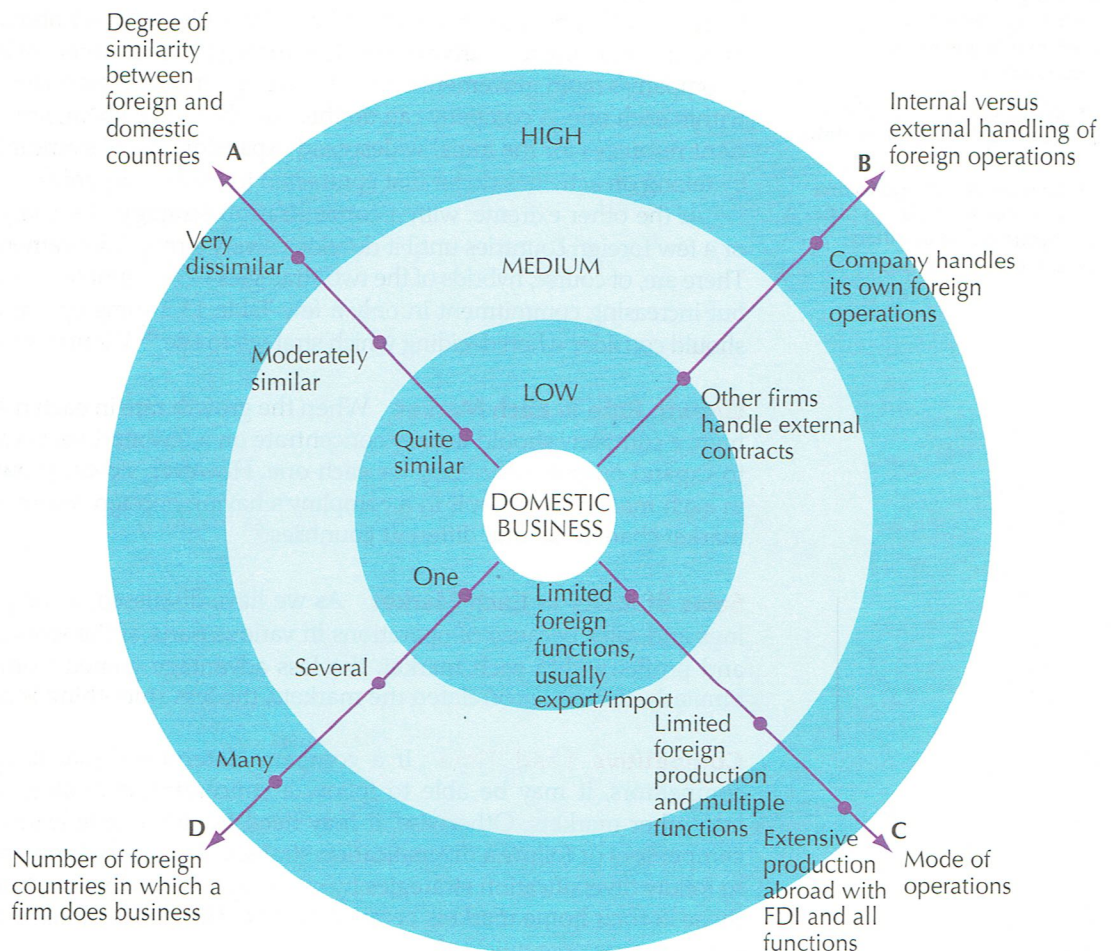 Degree of
similarity
between
foreign and
domestic
countries
A
HIGH
Internal versus
external handling of
foreign operations
B
Very
dissimilar
MEDIUM
Company handles
its own foreign
operations
Moderately
similar
LOW
Other firms
handle external
contracts
Quite
similar
DOMESTIC
BUSINESS
One
Limited
foreign
functions,
usually
export/import
Several
Limited
foreign
production
and multiple
functions
Many
D
Number of foreign
countries in which a
firm does business
Extensive
production
abroad with
FDI and all
functions
C
Mode of
operations